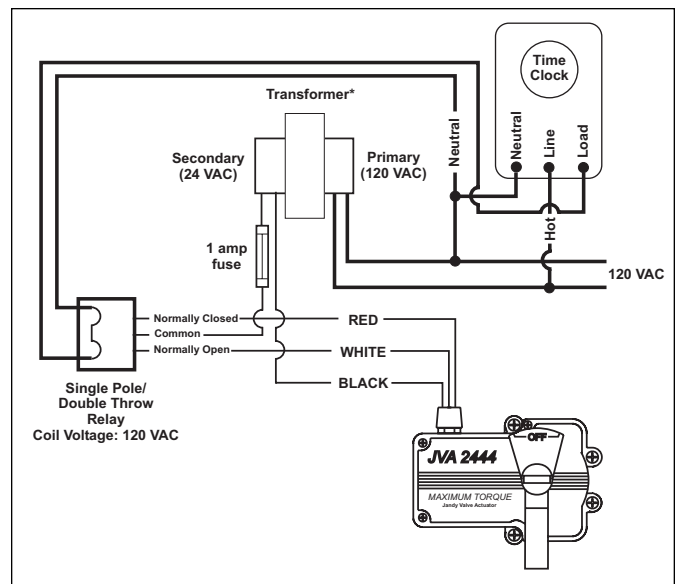 Time
Clock
Neutral
Line
Load
Transformer*
Secondary
(24 VAC)
Primary
(120 VAC)
Neutral
Hot
1 amp
fuse
120 VAC
Normally Closed
Common
Normally Open
RED
WHITE
BLACK
Single Pole/
Double Throw
Relay
Coil Voltage: 120 VAC
OFF
JVA 2444
MAXIMUM TORQUE
Jandy Valve Actuator